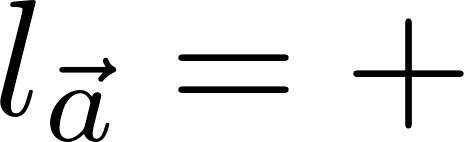 $l_{\vec{a}} = +$